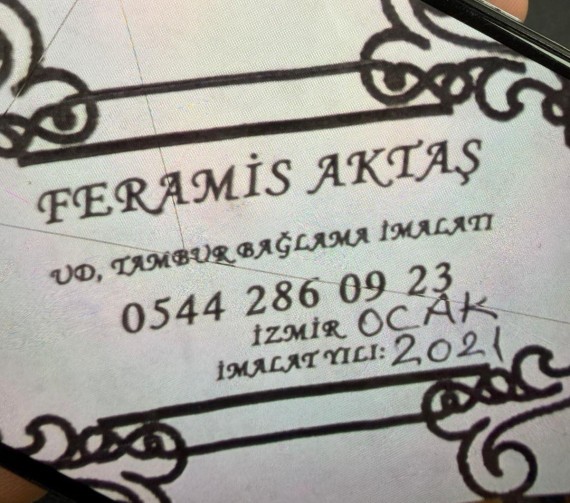 FERAMİS AKTAŞ
UD, TAMBUR BAĞLAMA İMALATI
0544 286 09 23
İZMİR OCAK
İMALAT YILI: 2021